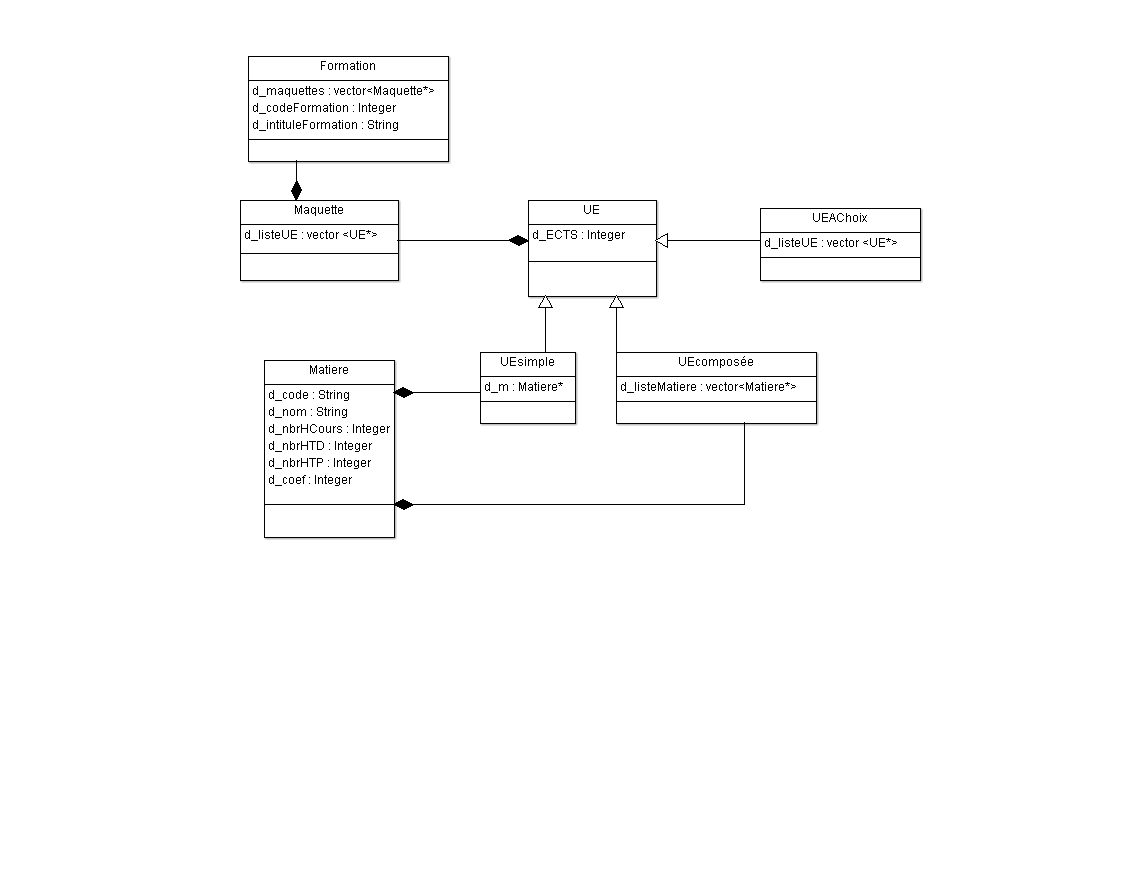 Formation
d_maquettes : vector<Maquette*>
d_codeFormation : Integer
d_intituleFormation : String
Maquette
d_listeUE : vector <UE*>
UE
d_ECTS : Integer
UEAChoix
d_listeUE : vector <UE*>
Matiere
d_code : String
d_nom : String
d_nbrHCours : Integer
d_nbrHTD : Integer
d_nbrHTP : Integer
d_coef : Integer
UEsimple
d_m : Matiere*
UEcomposée
d_listeMatiere : vector<Matiere*>